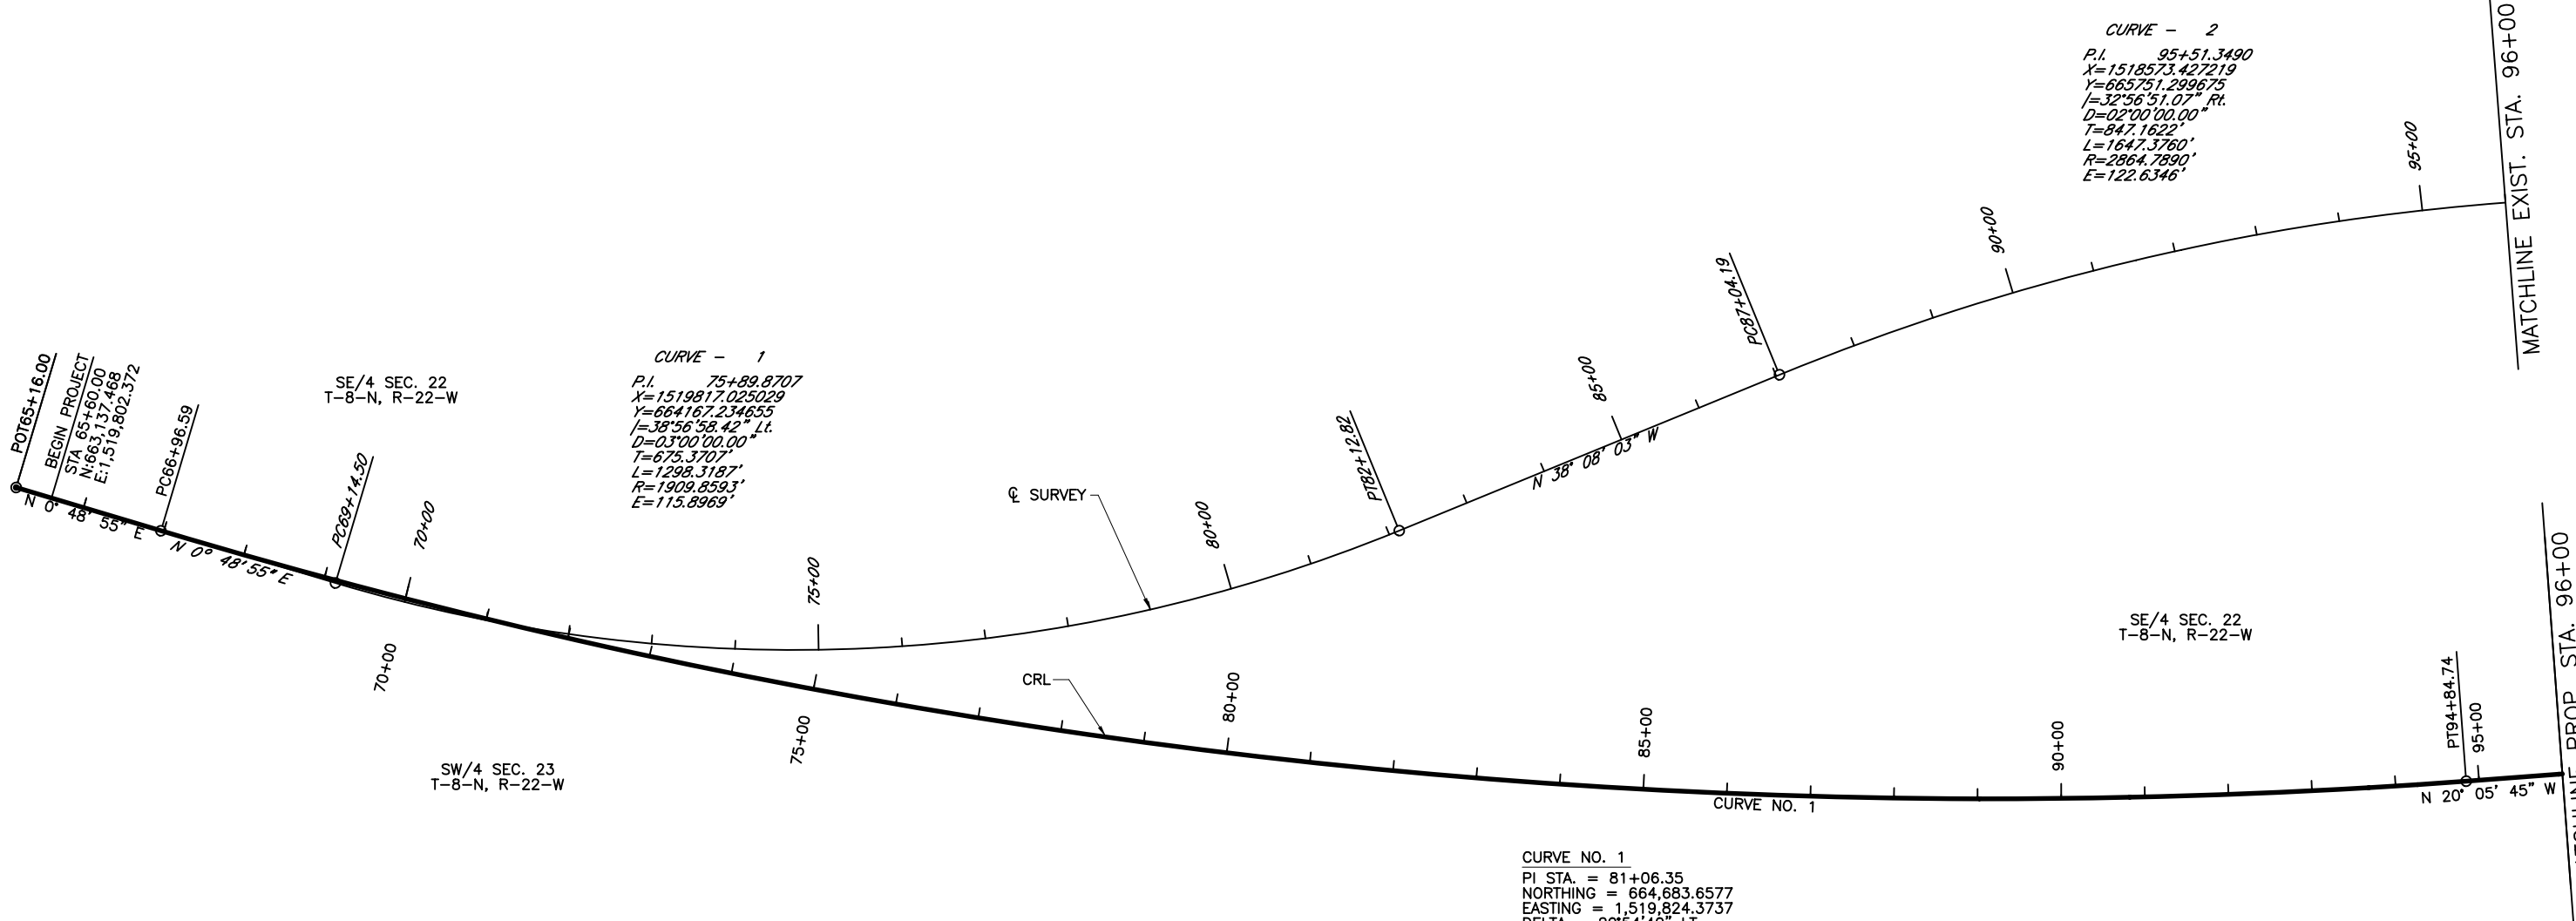 CURVE - 2
P.I. 95+51.3490
X=1518573.427219
Y=665751.299675
/=32°56'51.07" Rt.
D=02°00'00.00"
T=847.1622'
L=1647.3760'
R=2864.7890'
E=122.6346'
MATCHLINE EXIST. STA. 96+00
95+00
90+00
PC87+04.19
85+00
N 38° 08' 03" W
PT82+12.82
80+00
℄ SURVEY
75+00
CURVE - 1
P.I. 75+89.8707
X=1519817.025029
Y=664167.234655
/=38°56'58.42" Lt.
D=03°00'00.00"
T=675.3707'
L=1298.3187'
R=1909.8593'
E=115.8969'
SE/4 SEC. 22
T-8-N, R-22-W
POT65+16.00
BEGIN PROJECT
STA 65+60.00
N:663,137.468
E:1,519,802.372
PC66+96.59
PC69+14.50
70+00
N 0° 48' 55" E
N 0° 48' 55" E
70+00
75+00
CRL
80+00
85+00
90+00
SW/4 SEC. 23
T-8-N, R-22-W
SE/4 SEC. 22
T-8-N, R-22-W
PT94+84.74
95+00
N 20° 05' 45" W
PROP. STA. 96+00
CURVE NO. 1
CURVE NO. 1
PI STA. = 81+06.35
NORTHING = 664,683.6577
EASTING = 1,519,824.3737